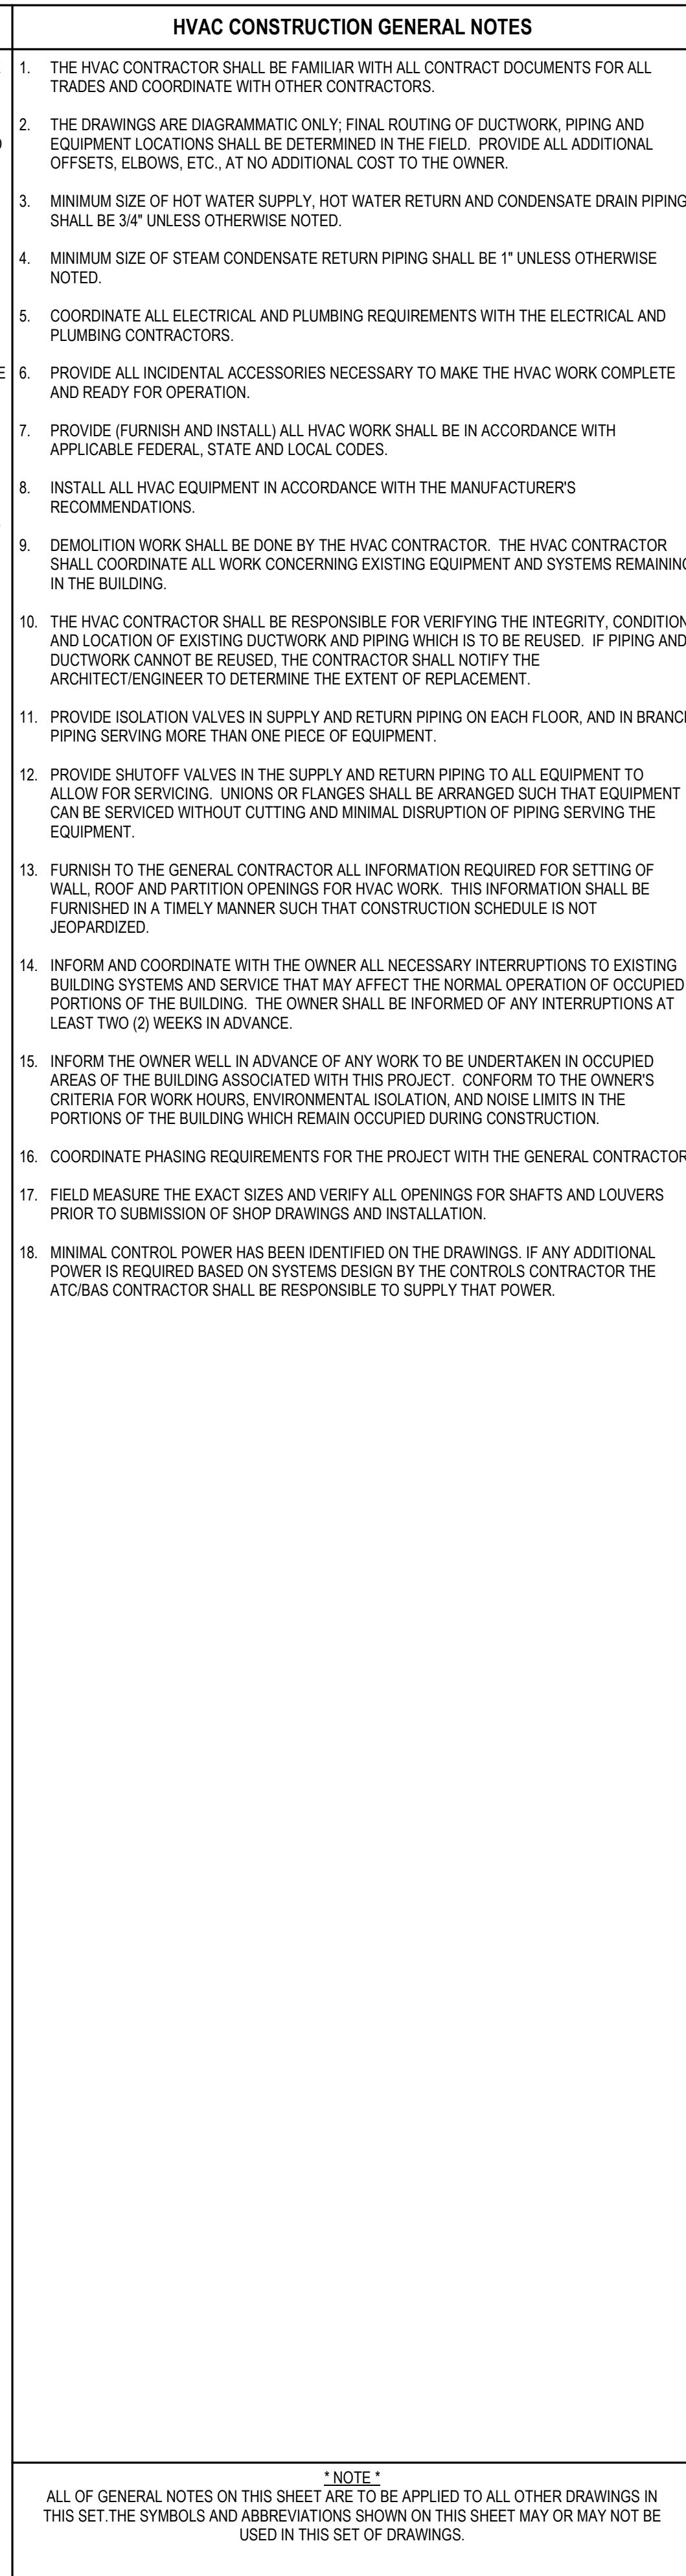 HVAC CONSTRUCTION GENERAL NOTES
1. THE HVAC CONTRACTOR SHALL BE FAMILIAR WITH ALL CONTRACT DOCUMENTS FOR ALL
TRADES AND COORDINATE WITH OTHER CONTRACTORS.
2. THE DRAWINGS ARE DIAGRAMMATIC ONLY; FINAL ROUTING OF DUCTWORK, PIPING AND
EQUIPMENT LOCATIONS SHALL BE DETERMINED IN THE FIELD. PROVIDE ALL ADDITIONAL
OFFSETS, ELBOWS, ETC., AT NO ADDITIONAL COST TO THE OWNER.
3. MINIMUM SIZE OF HOT WATER SUPPLY, HOT WATER RETURN AND CONDENSATE DRAIN PIPING
SHALL BE 3/4" UNLESS OTHERWISE NOTED.
4. MINIMUM SIZE OF STEAM CONDENSATE RETURN PIPING SHALL BE 1" UNLESS OTHERWISE
NOTED.
5. COORDINATE ALL ELECTRICAL AND PLUMBING REQUIREMENTS WITH THE ELECTRICAL AND
PLUMBING CONTRACTORS.
6. PROVIDE ALL INCIDENTAL ACCESSORIES NECESSARY TO MAKE THE HVAC WORK COMPLETE
AND READY FOR OPERATION.
7. PROVIDE (FURNISH AND INSTALL) ALL HVAC WORK SHALL BE IN ACCORDANCE WITH
APPLICABLE FEDERAL, STATE AND LOCAL CODES.
8. INSTALL ALL HVAC EQUIPMENT IN ACCORDANCE WITH THE MANUFACTURER'S
RECOMMENDATIONS.
9. DEMOLITION WORK SHALL BE DONE BY THE HVAC CONTRACTOR. THE HVAC CONTRACTOR
SHALL COORDINATE ALL WORK CONCERNING EXISTING EQUIPMENT AND SYSTEMS REMAINING
IN THE BUILDING.
10. THE HVAC CONTRACTOR SHALL BE RESPONSIBLE FOR VERIFYING THE INTEGRITY, CONDITION
AND LOCATION OF EXISTING DUCTWORK AND PIPING WHICH IS TO BE REUSED. IF PIPING AND
DUCTWORK CANNOT BE REUSED, THE CONTRACTOR SHALL NOTIFY THE
ARCHITECT/ENGINEER TO DETERMINE THE EXTENT OF REPLACEMENT.
11. PROVIDE ISOLATION VALVES IN SUPPLY AND RETURN PIPING ON EACH FLOOR, AND IN BRANCH
PIPING SERVING MORE THAN ONE PIECE OF EQUIPMENT.
12. PROVIDE SHUTOFF VALVES IN THE SUPPLY AND RETURN PIPING TO ALL EQUIPMENT TO
ALLOW FOR SERVICING. UNIONS OR FLANGES SHALL BE ARRANGED SUCH THAT EQUIPMENT
CAN BE SERVICED WITHOUT CUTTING AND MINIMAL DISRUPTION OF PIPING SERVING THE
EQUIPMENT.
13. FURNISH TO THE GENERAL CONTRACTOR ALL INFORMATION REQUIRED FOR SETTING OF
WALL, ROOF AND PARTITION OPENINGS FOR HVAC WORK. THIS INFORMATION SHALL BE
FURNISHED IN A TIMELY MANNER SUCH THAT CONSTRUCTION SCHEDULE IS NOT
JEOPARDIZED.
14. INFORM AND COORDINATE WITH THE OWNER ALL NECESSARY INTERRUPTIONS TO EXISTING
BUILDING SYSTEMS AND SERVICE THAT MAY AFFECT THE NORMAL OPERATION OF OCCUPIED
PORTIONS OF THE BUILDING. THE OWNER SHALL BE INFORMED OF ANY INTERRUPTIONS AT
LEAST TWO (2) WEEKS IN ADVANCE.
15. INFORM THE OWNER WELL IN ADVANCE OF ANY WORK TO BE UNDERTAKEN IN OCCUPIED
AREAS OF THE BUILDING ASSOCIATED WITH THIS PROJECT. CONFORM TO THE OWNER'S
CRITERIA FOR WORK HOURS, ENVIRONMENTAL ISOLATION, AND NOISE LIMITS IN THE
PORTIONS OF THE BUILDING WHICH REMAIN OCCUPIED DURING CONSTRUCTION.
16. COORDINATE PHASING REQUIREMENTS FOR THE PROJECT WITH THE GENERAL CONTRACTOR
17. FIELD MEASURE THE EXACT SIZES AND VERIFY ALL OPENINGS FOR SHAFTS AND LOUVERS
PRIOR TO SUBMISSION OF SHOP DRAWINGS AND INSTALLATION.
18. MINIMAL CONTROL POWER HAS BEEN IDENTIFIED ON THE DRAWINGS. IF ANY ADDITIONAL
POWER IS REQUIRED BASED ON SYSTEMS DESIGN BY THE CONTROLS CONTRACTOR THE
ATC/BAS CONTRACTOR SHALL BE RESPONSIBLE TO SUPPLY THAT POWER.
* NOTE *
ALL OF GENERAL NOTES ON THIS SHEET ARE TO BE APPLIED TO ALL OTHER DRAWINGS IN
THIS SET.THE SYMBOLS AND ABBREVIATIONS SHOWN ON THIS SHEET MAY OR MAY NOT BE
USED IN THIS SET OF DRAWINGS.